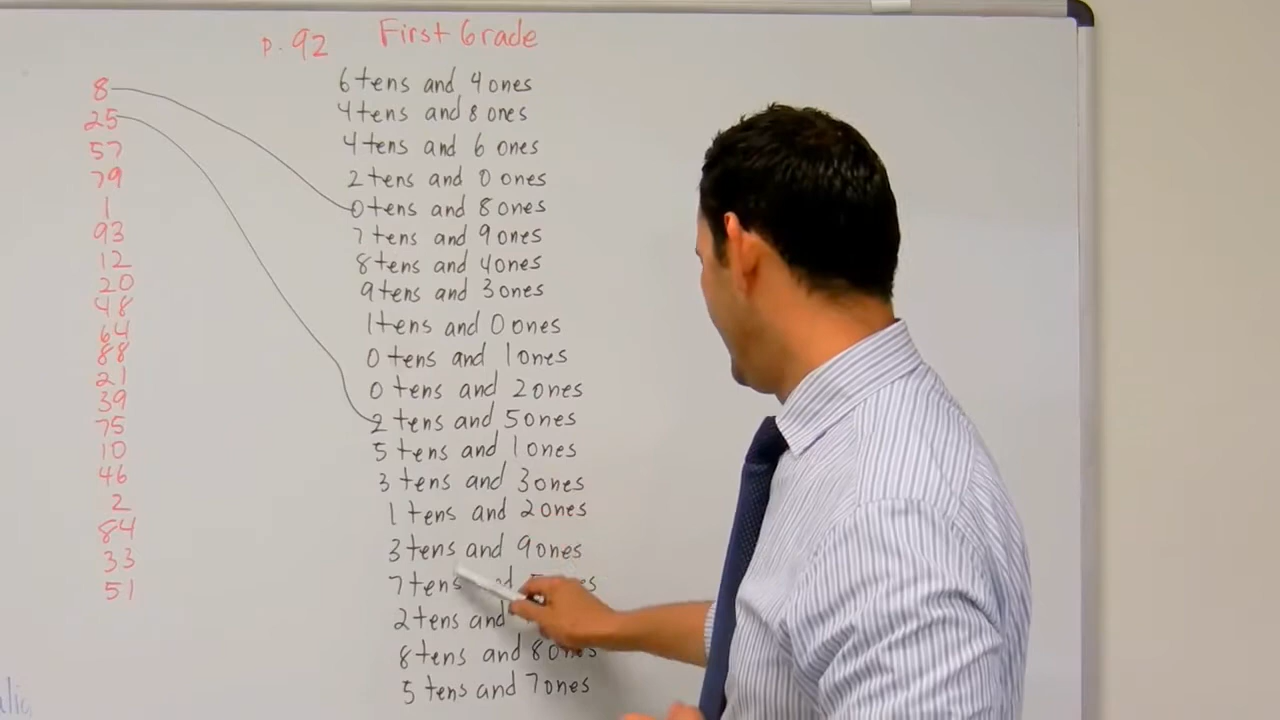 p. 92 First Grade
8
25
57
79
1
93
12
20
48
64
88
21
39
75
10
46
2
84
33
51
6 tens and 4 ones
4 tens and 8 ones
4 tens and 6 ones
2 tens and 0 ones
0 tens and 8 ones
7 tens and 9 ones
8 tens and 4 ones
9 tens and 3 ones
1 tens and 0 ones
0 tens and 1 ones
0 tens and 2 ones
2 tens and 5 ones
5 tens and 1 ones
3 tens and 3 ones
1 tens and 2 ones
3 tens and 9 ones
7 tens
2 tens and
8 tens and 8 ones
5 tens and 7 ones